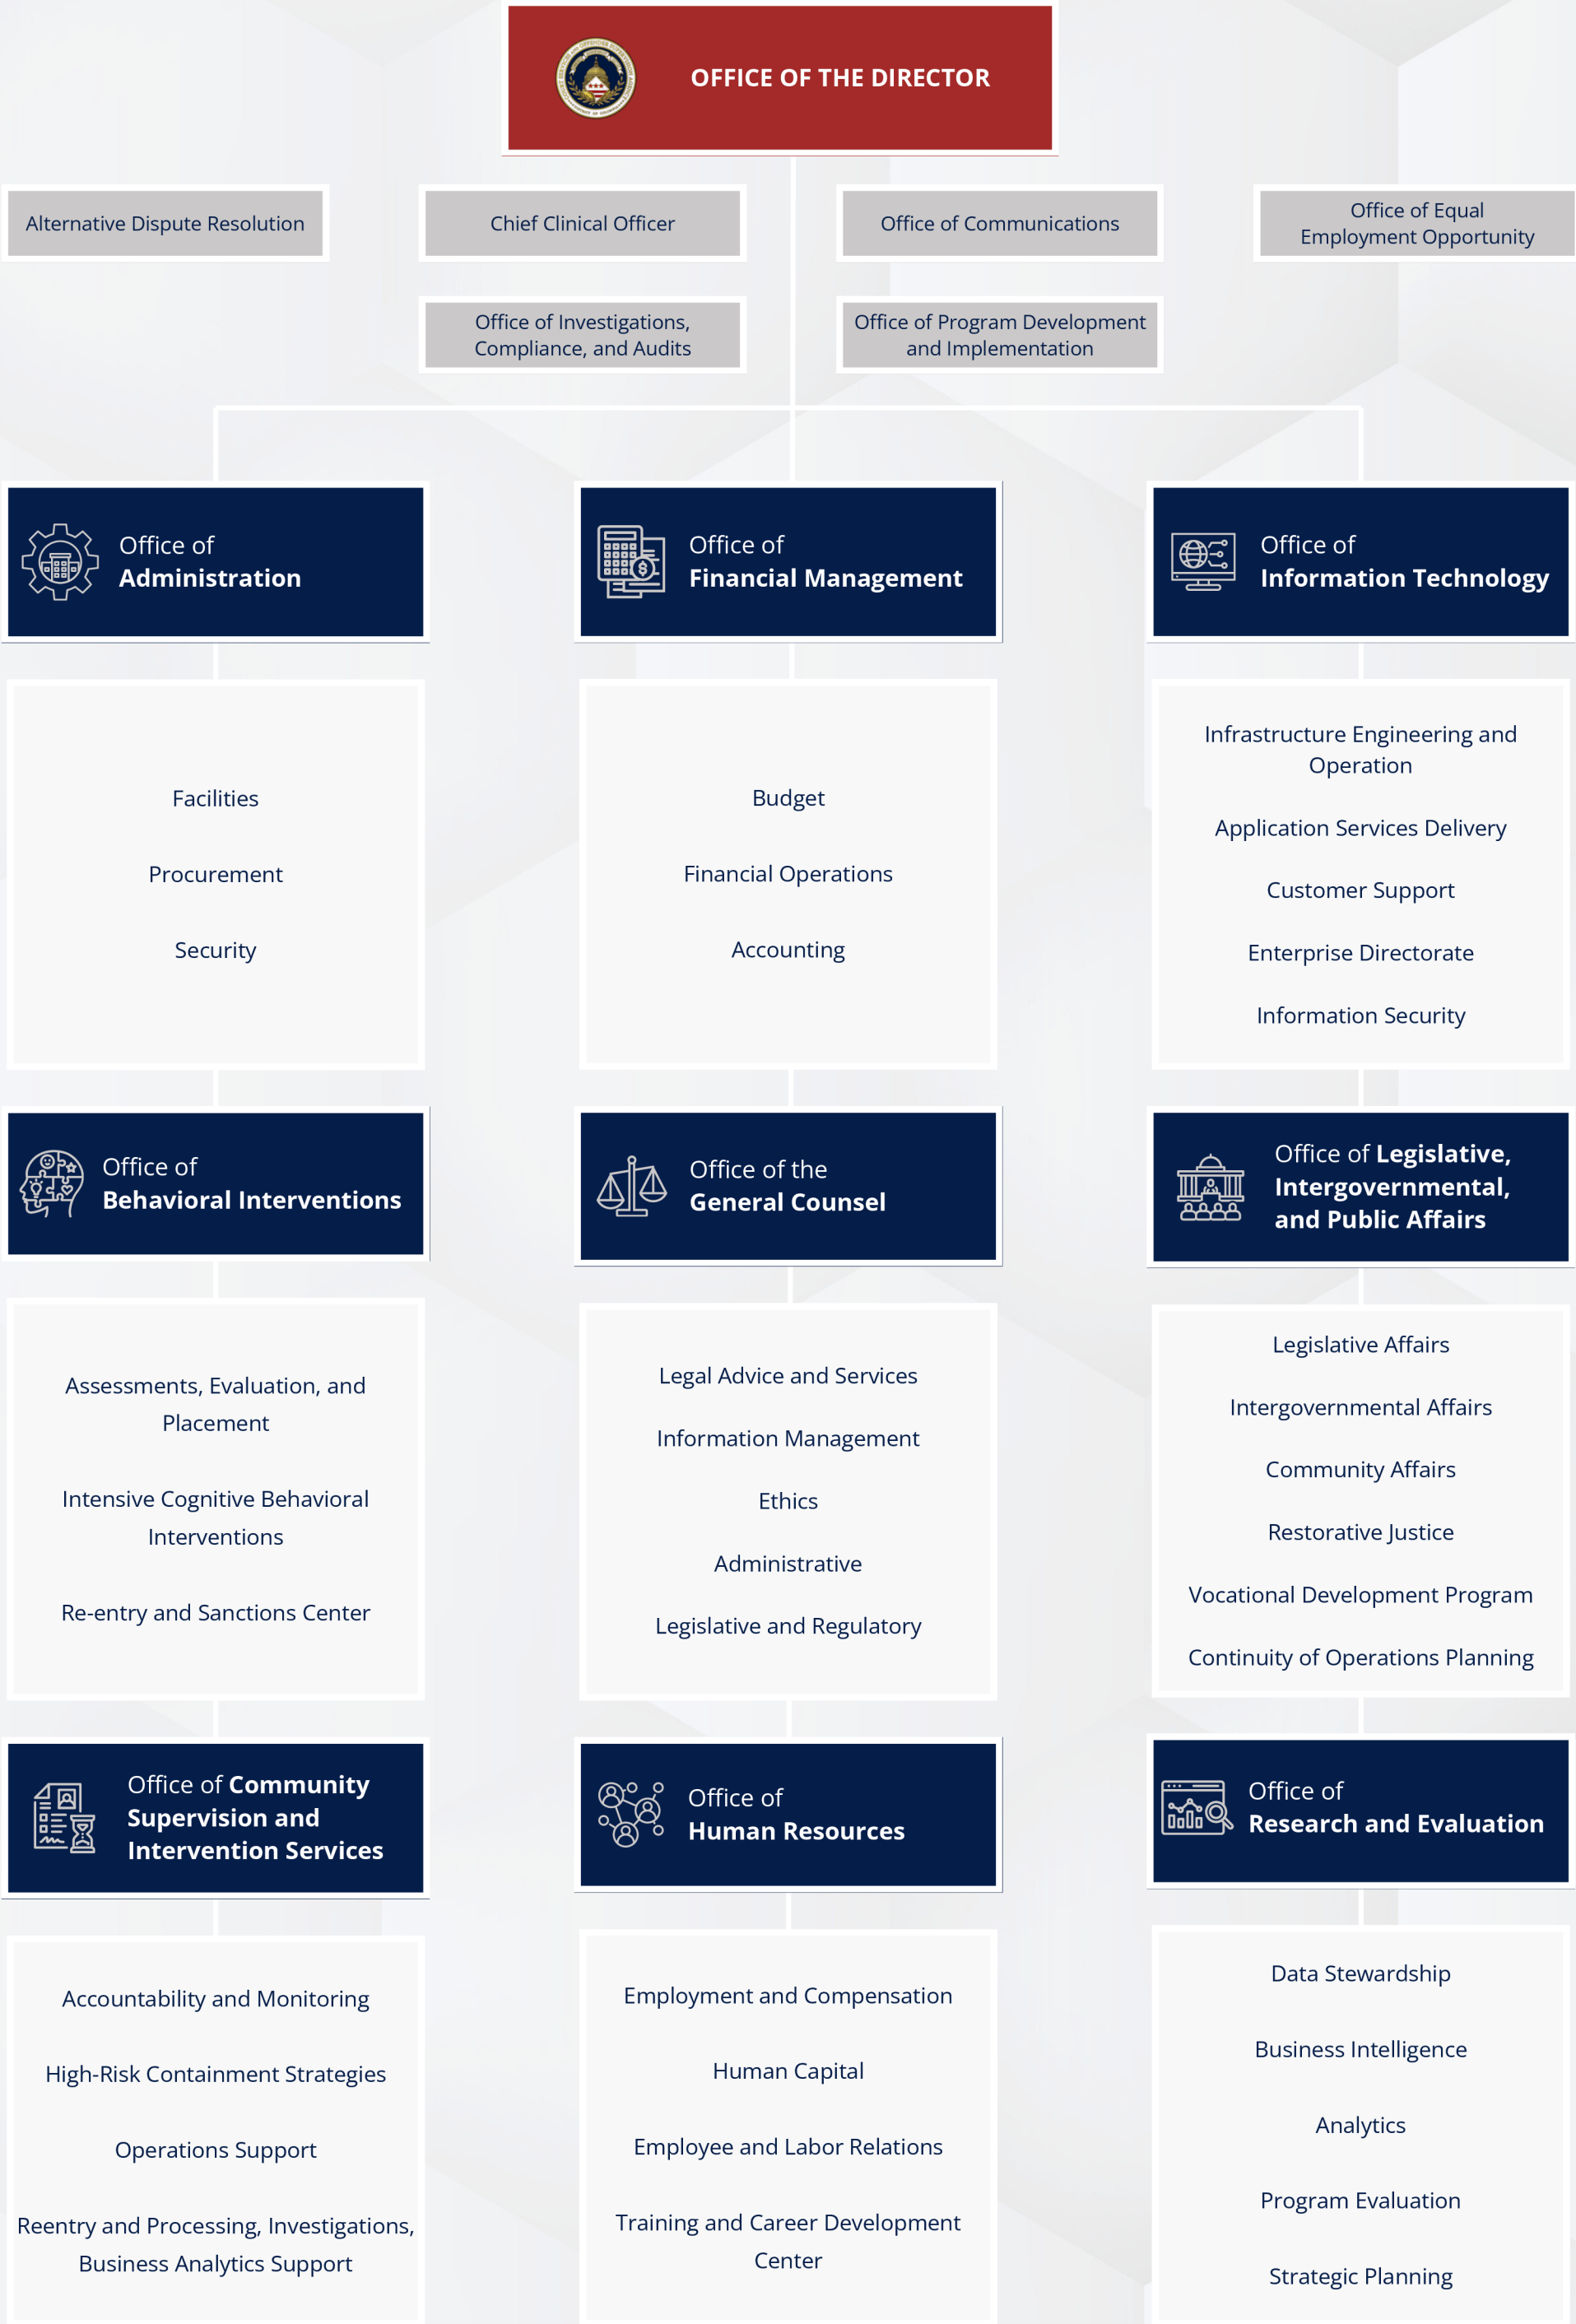 OFFICE OF THE DIRECTOR
Alternative Dispute Resolution
Chief Clinical Officer
Office of Communications
Office of Equal
Employment Opportunity
Office of Investigations,
Compliance, and Audits
Office of Program Development
and Implementation
Office of
Administration
Office of
Financial Management
Office of
Information Technology
Facilities
Procurement
Security
Budget
Financial Operations
Accounting
Infrastructure Engineering and
Operation
Application Services Delivery
Customer Support
Enterprise Directorate
Information Security
Office of
Behavioral Interventions
Office of the
General Counsel
Office of Legislative,
Intergovernmental,
and Public Affairs
Assessments, Evaluation, and
Placement
Intensive Cognitive Behavioral
Interventions
Re-entry and Sanctions Center
Legal Advice and Services
Information Management
Ethics
Administrative
Legislative and Regulatory
Legislative Affairs
Intergovernmental Affairs
Community Affairs
Restorative Justice
Vocational Development Program
Continuity of Operations Planning
Office of Community
Supervision and
Intervention Services
Office of
Human Resources
Office of
Research and Evaluation
Accountability and Monitoring
High-Risk Containment Strategies
Operations Support
Reentry and Processing, Investigations,
Business Analytics Support
Employment and Compensation
Human Capital
Employee and Labor Relations
Training and Career Development
Center
Data Stewardship
Business Intelligence
Analytics
Program Evaluation
Strategic Planning